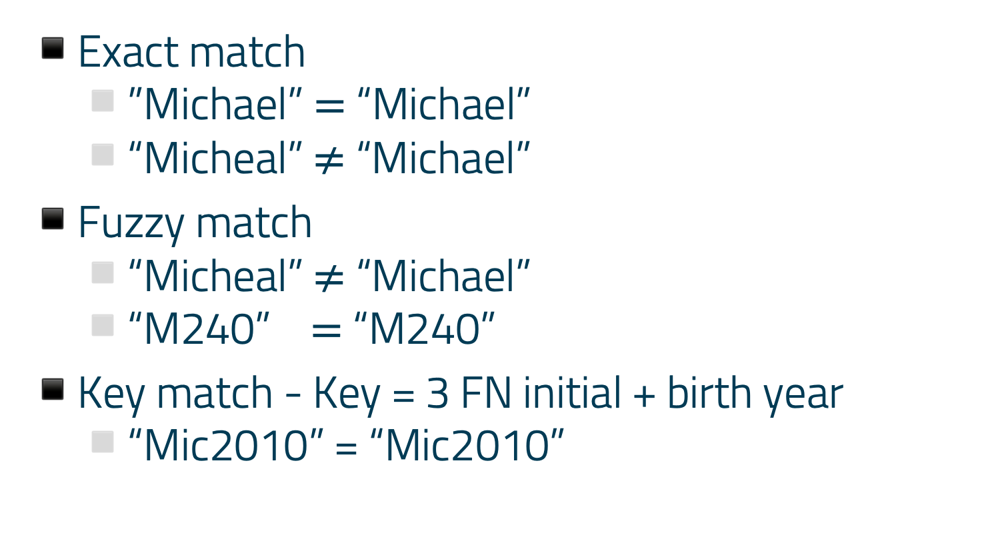 Exact match
”Michael” = “Michael”
“Micheal” ≠ “Michael”
Fuzzy match
“Micheal” ≠ “Michael”
“M240” = “M240”
Key match - Key = 3 FN initial + birth year
“Mic2010” = “Mic2010”